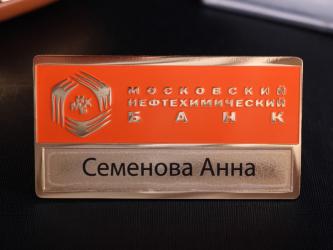 МОСКОВСКИЙ
НЕФТЕХИМИЧЕСКИЙ
БАНК
Семенова Анна